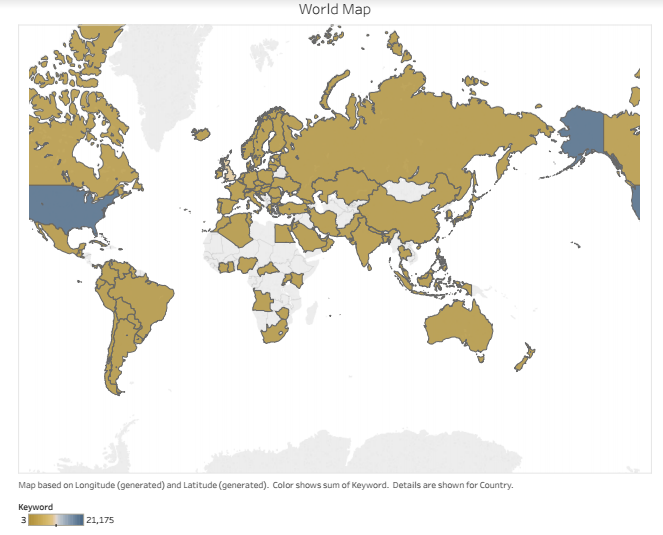 World Map
Map based on Longitude (generated) and Latitude (generated). Color shows sum of Keyword. Details are shown for Country.
Keyword
3 21,175